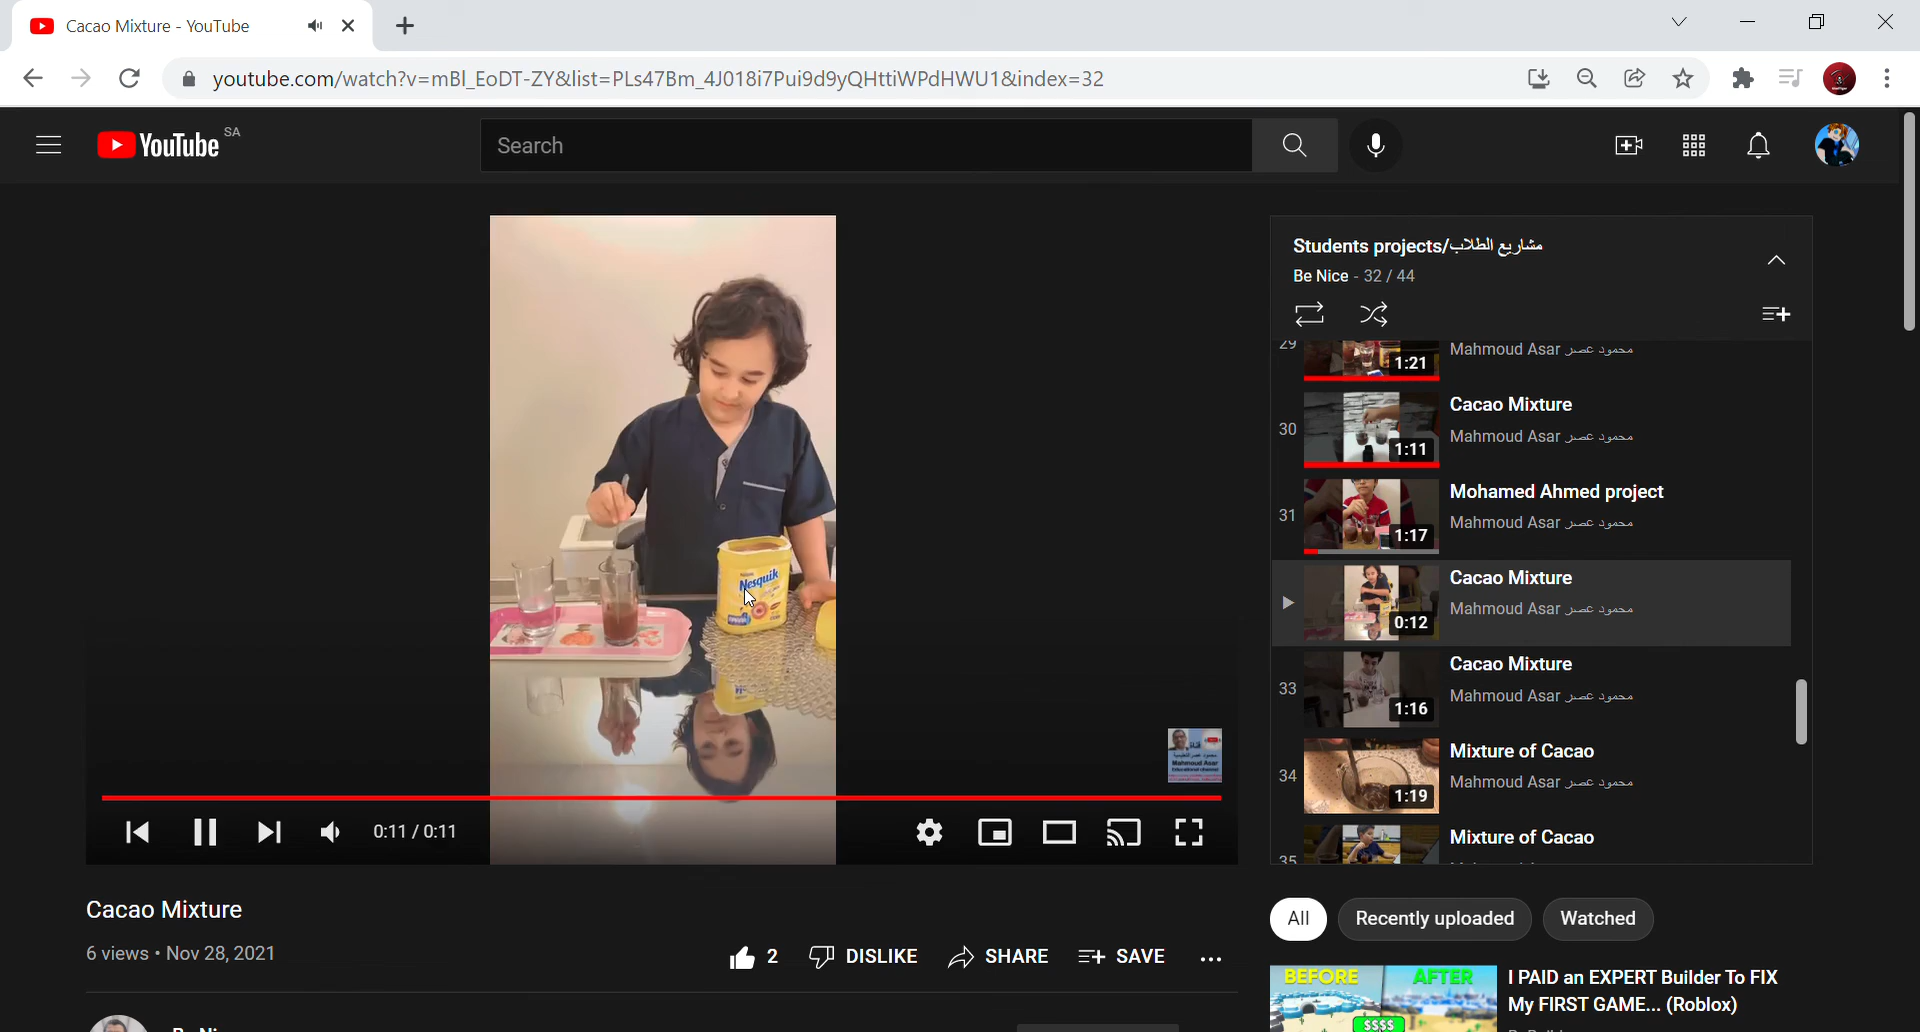 Cacao Mixture - YouTube
youtube.com/watch?v=mBl_EoDT-ZY&list=PLs47Bm_4J018i7Pui9d9yQHttiWPdHWU1&index=32
YouTube SA
Search
Students projects/مشاريع الطلاب
Be Nice - 32 / 44
29
1:21
Mahmoud Asar محمود عصر
30
1:11
Cacao Mixture
Mahmoud Asar محمود عصر
31
1:17
Mohamed Ahmed project
Mahmoud Asar محمود عصر
0:12
Cacao Mixture
Mahmoud Asar محمود عصر
33
1:16
Cacao Mixture
Mahmoud Asar محمود عصر
34
1:19
Mixture of Cacao
Mahmoud Asar محمود عصر
35
Mixture of Cacao
Nesquik
Mahmoud Asar
0:11 / 0:11
Cacao Mixture
6 views • Nov 28, 2021
2 DISLIKE SHARE SAVE
All Recently uploaded Watched
BEFORE AFTER
$$$$
I PAID an EXPERT Builder To FIX
My FIRST GAME... (Roblox)